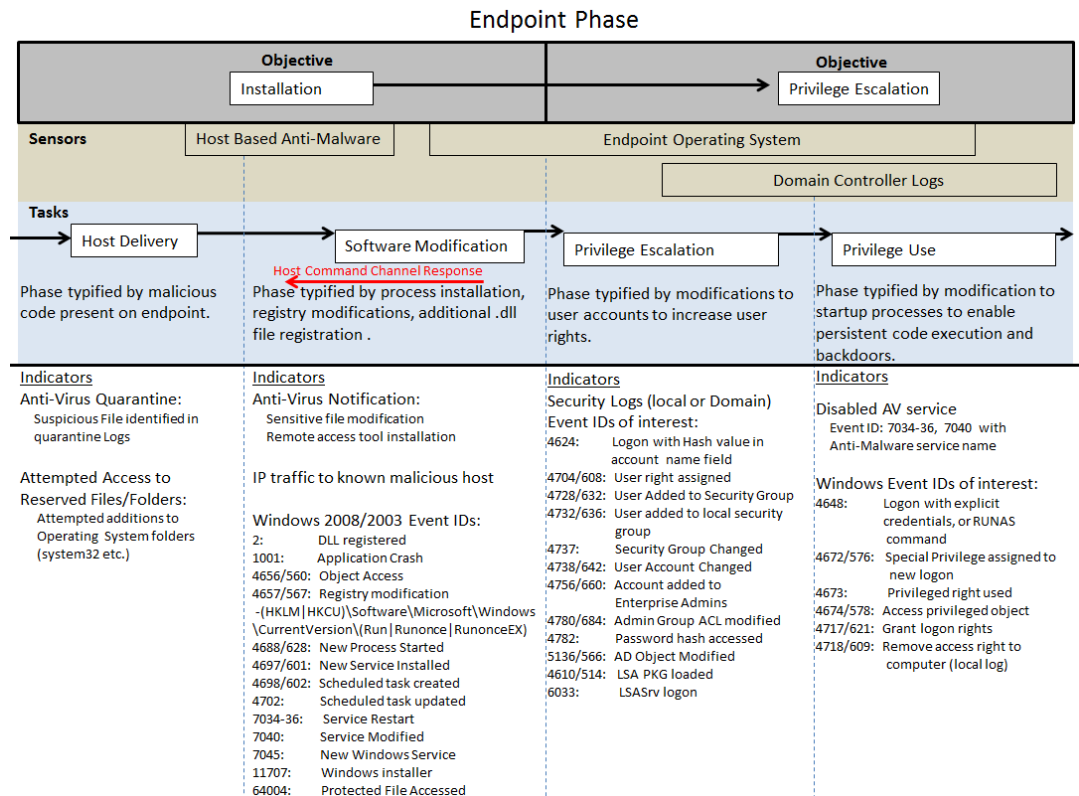 Endpoint Phase
Objective
Installation
Objective
Privilege Escalation
Sensors
Host Based Anti-Malware
Endpoint Operating System
Domain Controller Logs
Tasks
Host Delivery
Software Modification
Privilege Escalation
Privilege Use
Host Command Channel Response
Phase typified by malicious
code present on endpoint.
Phase typified by process installation,
registry modifications, additional .dll
file registration .
Phase typified by modifications to
user accounts to increase user
rights.
Phase typified by modification to
startup processes to enable
persistent code execution and
backdoors.
Indicators
Anti-Virus Quarantine:
Suspicious File identified in
quarantine Logs
Attempted Access to
Reserved Files/Folders:
Attempted additions to
Operating System folders
(system32 etc.)
Indicators
Anti-Virus Notification:
Sensitive file modification
Remote access tool installation
IP traffic to known malicious host
Windows 2008/2003 Event IDs:
2: DLL registered
1001: Application Crash
4656/560: Object Access
4657/567: Registry modification
-(HKLM|HKCU)\Software\Microsoft\Windows
\CurrentVersion\(Run|Runonce|RunonceEX)
4688/628: New Process Started
4697/601: New Service Installed
4698/602: Scheduled task created
4702: Scheduled task updated
7034-36: Service Restart
7040: Service Modified
7045: New Windows Service
11707: Windows installer
64004: Protected File Accessed
Indicators
Security Logs (local or Domain)
Event IDs of interest:
4624: Logon with Hash value in
account name field
4704/608: User right assigned
4728/632: User Added to Security Group
4732/636: User added to local security
group
4737: Security Group Changed
4738/642: User Account Changed
4756/660: Account added to
Enterprise Admins
4780/684: Admin Group ACL modified
4782: Password hash accessed
5136/566: AD Object Modified
4610/514: LSA PKG loaded
6033: LSASrv logon
Indicators
Disabled AV service
Event ID: 7034-36, 7040 with
Anti-Malware service name
Windows Event IDs of interest:
4648: Logon with explicit
credentials, or RUNAS
command
4672/576: Special Privilege assigned to
new logon
4673: Privileged right used
4674/578: Access privileged object
4717/621: Grant logon rights
4718/609: Remove access right to
computer (local log)